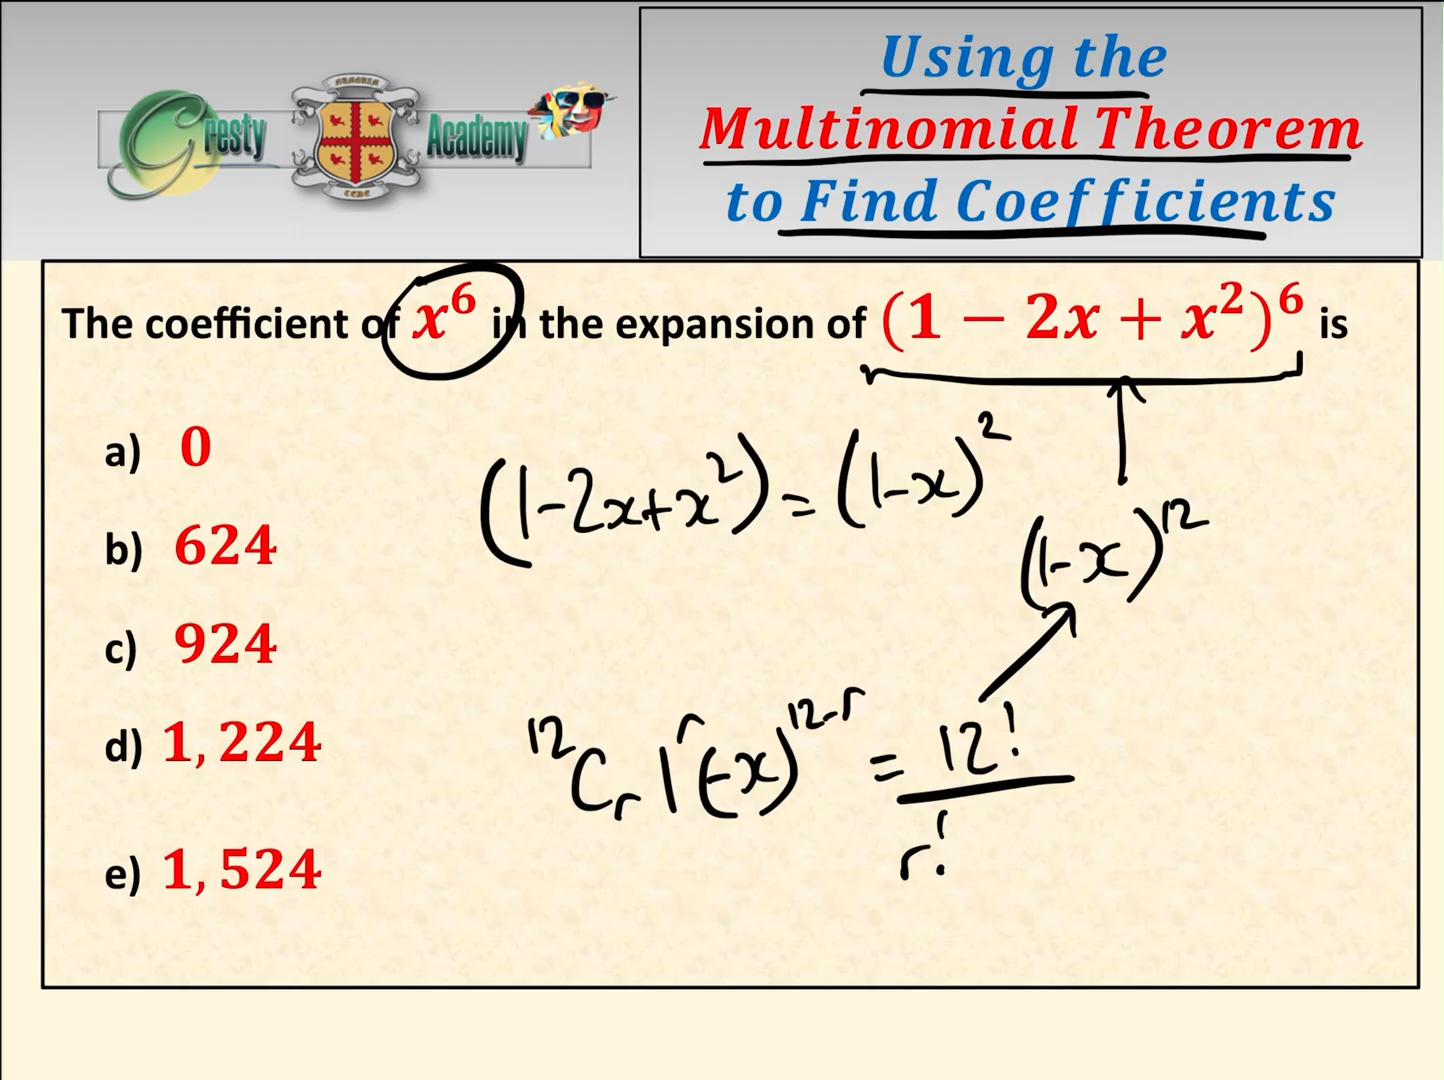 Using the
Multinomial Theorem
to Find Coefficients
Gresty Academy
CEDE
The coefficient of x⁶ in the expansion of (1 − 2x + x²)⁶ is
a) 0
b) 624
c) 924
d) 1, 224
e) 1, 524
(1-2x+x²) = (1-x)²
(1-x)¹²
¹²Cᵣ 1ʳ(-x)¹²⁻ʳ = 12!
r!